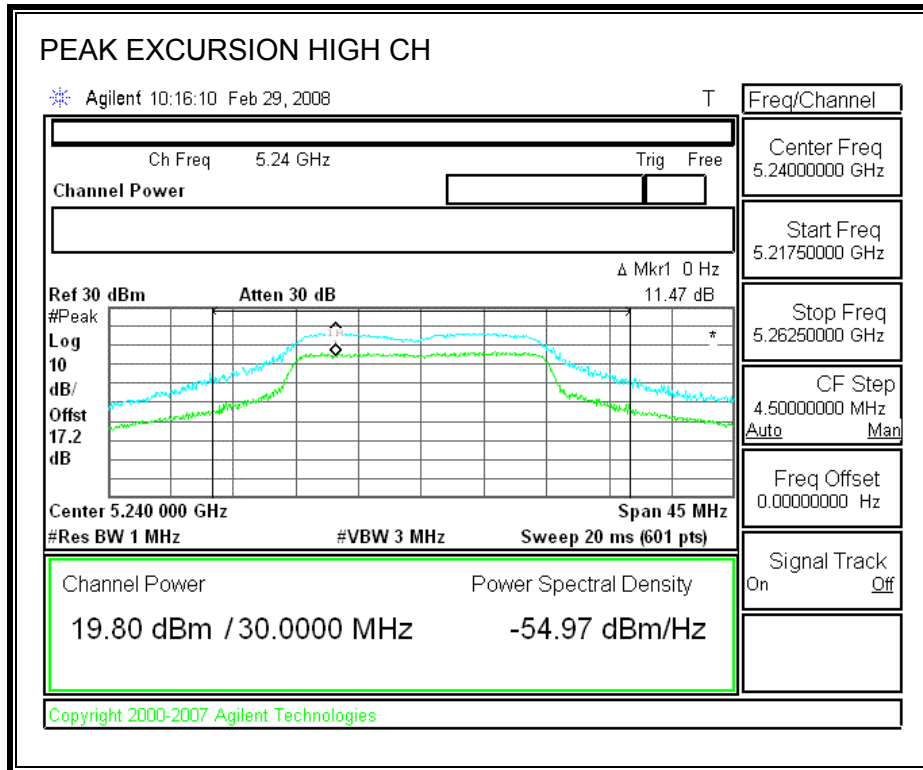 PEAK EXCURSION HIGH CH
Agilent 10:16:10 Feb 29, 2008 T
Freq/Channel
Ch Freq 5.24 GHz Trig Free
Channel Power
Center Freq
5.24000000 GHz
Start Freq
5.21750000 GHz
Δ Mkr1 0 Hz
Ref 30 dBm Atten 30 dB 11.47 dB
Stop Freq
5.26250000 GHz
#Peak
Log
10
dB/
Offst
17.2
dB
1R
*
CF Step
4.50000000 MHz
Auto Man
Freq Offset
0.00000000 Hz
Center 5.240 000 GHz Span 45 MHz
#Res BW 1 MHz #VBW 3 MHz Sweep 20 ms (601 pts)
Signal Track
On Off
Channel Power Power Spectral Density
19.80 dBm / 30.0000 MHz -54.97 dBm/Hz
Copyright 2000-2007 Agilent Technologies